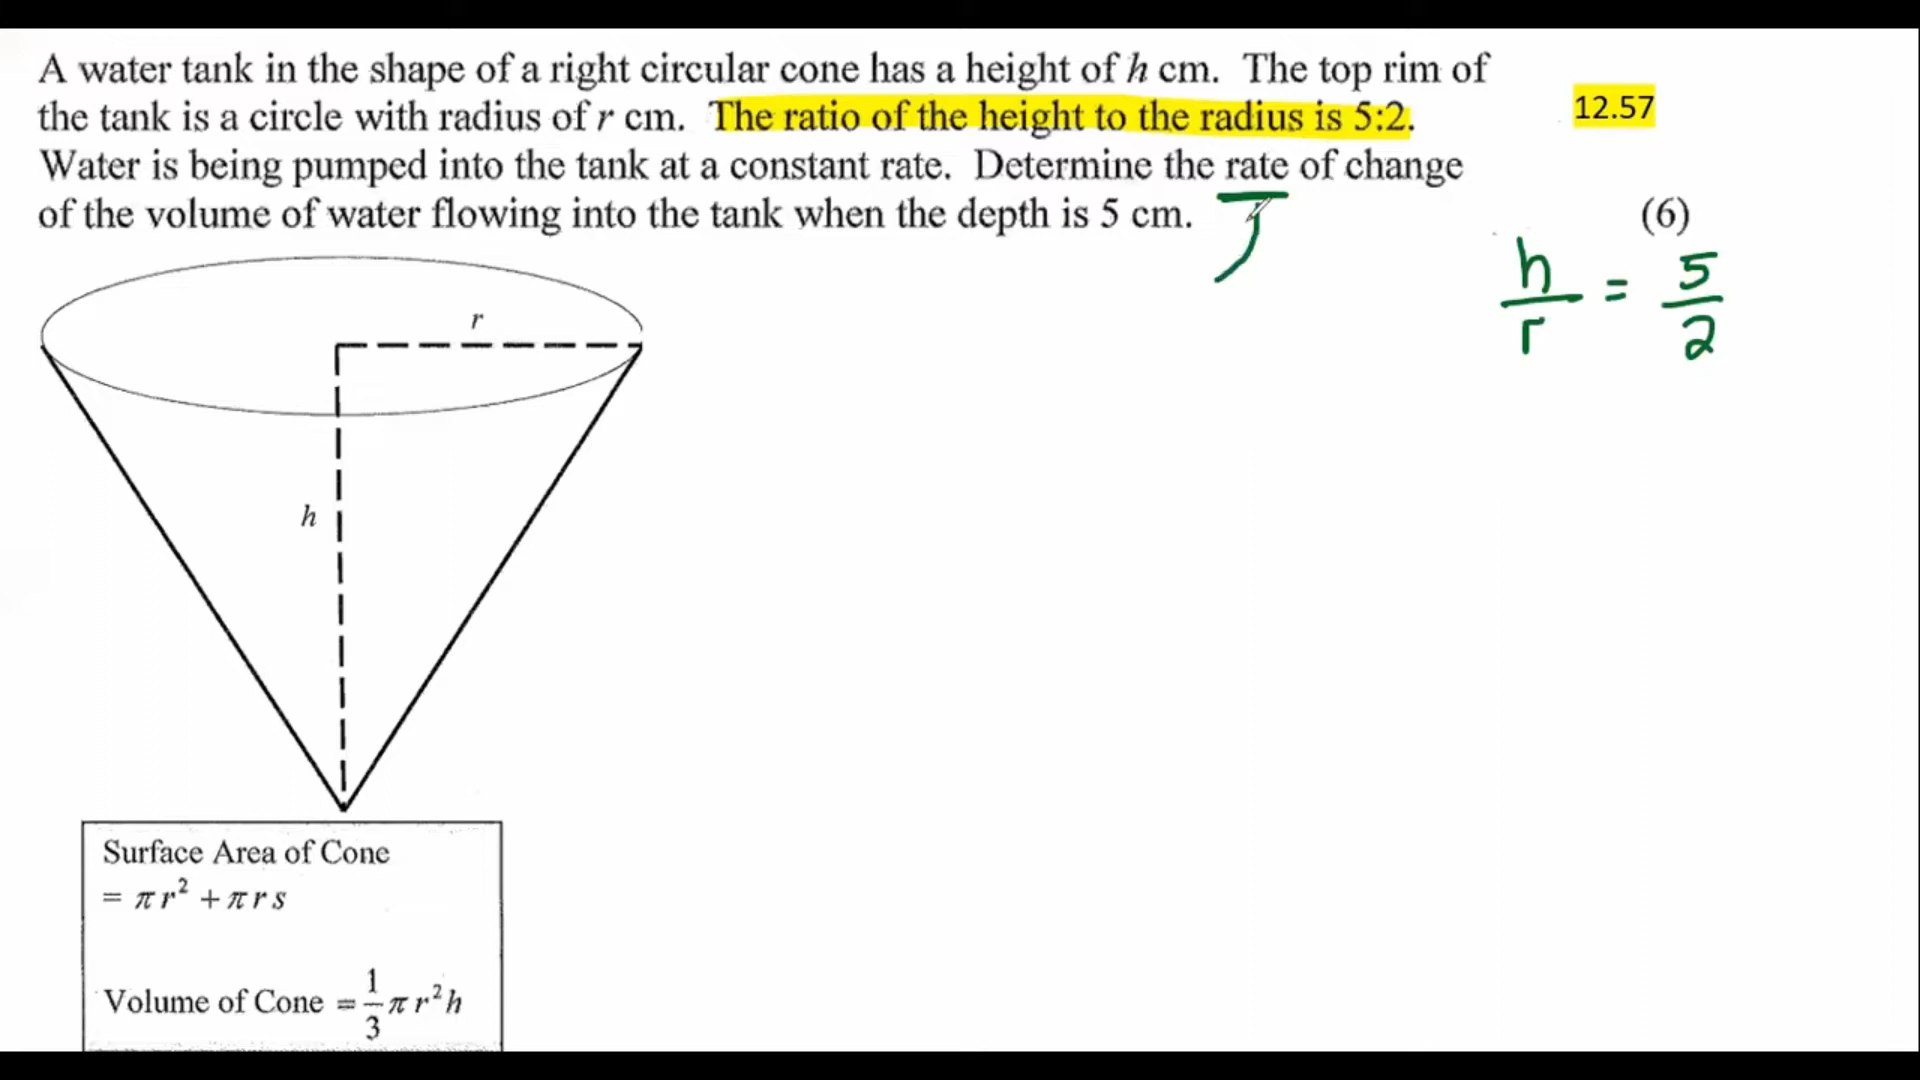 A water tank in the shape of a right circular cone has a height of h cm. The top rim of
the tank is a circle with radius of r cm. The ratio of the height to the radius is 5:2.
12.57
Water is being pumped into the tank at a constant rate. Determine the rate of change
of the volume of water flowing into the tank when the depth is 5 cm.
(6)
h/r = 5/2
r
h
Surface Area of Cone
= π r² + π r s
Volume of Cone = 1/3 π r² h